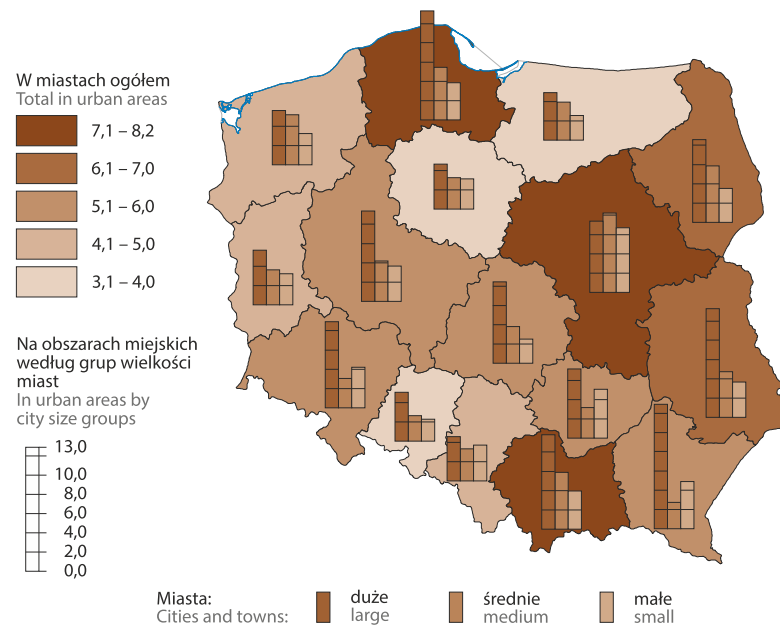 W miastach ogółem
Total in urban areas
7,1 – 8,2
6,1 – 7,0
5,1 – 6,0
4,1 – 5,0
3,1 – 4,0
Na obszarach miejskich
według grup wielkości
miast
In urban areas by
city size groups
13,0
10,0
8,0
6,0
4,0
2,0
0,0
Miasta: duże średnie małe
Cities and towns: large medium small